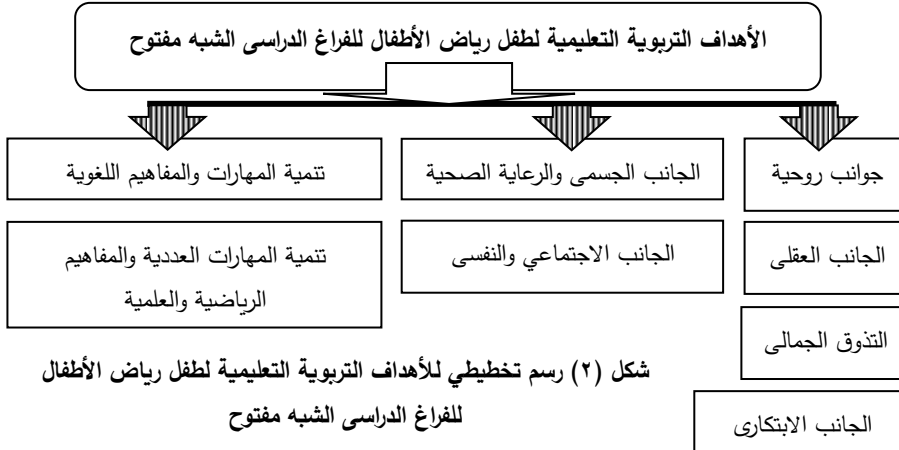 الأهداف التربوية التعليمية لطفل رياض الأطفال للفراغ الدراسى الشبه مفتوح
جوانب روحية
الجانب العقلى
التذوق الجمالى
الجانب الابتكارى
الجانب الجسمى والرعاية الصحية
الجانب الاجتماعي والنفسى
تنمية المهارات والمفاهيم اللغوية
تنمية المهارات العددية والمفاهيم
الرياضية والعلمية
شكل (٢) رسم تخطيطي للأهداف التربوية التعليمية لطفل رياض الأطفال
للفراغ الدراسى الشبه مفتوح